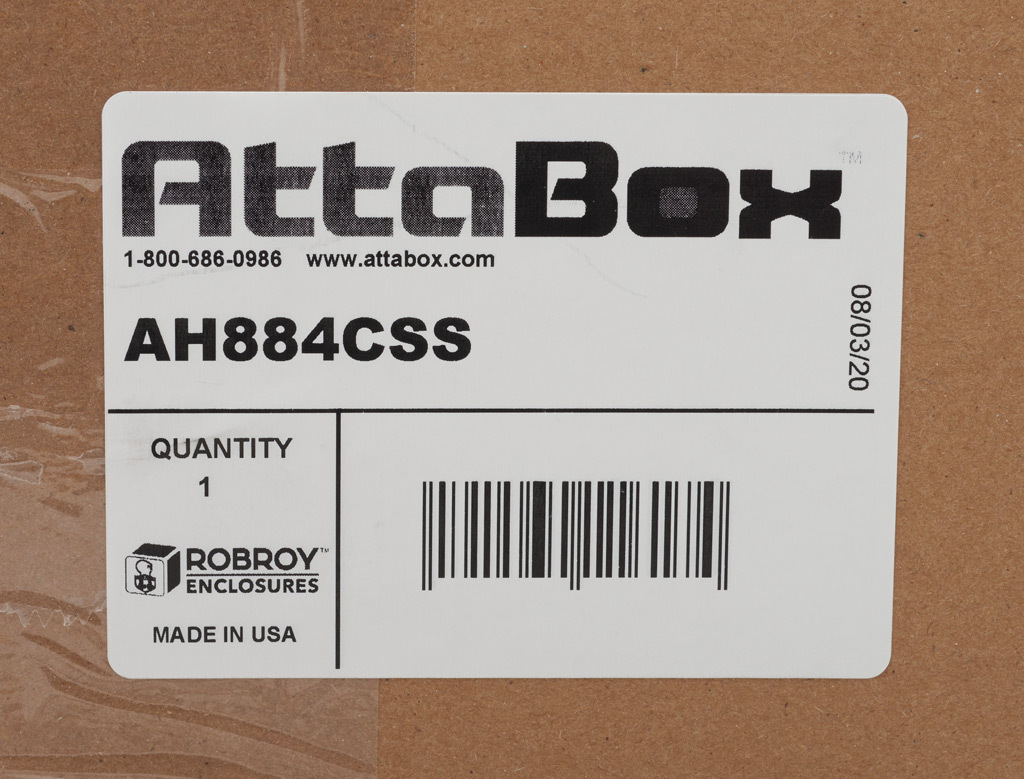 AttaBox™
1-800-686-0986 www.attabox.com
AH884CSS
08/03/20
QUANTITY
1
ROBROY™
ENCLOSURES
MADE IN USA